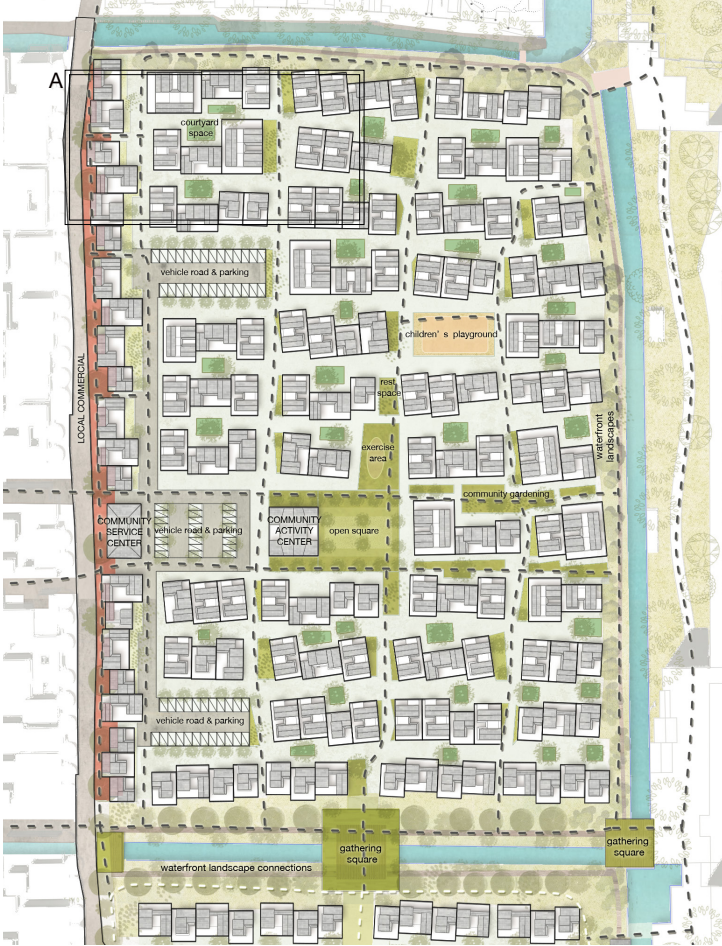 A
courtyard
space
vehicle road & parking
children' s playground
LOCAL COMMERCIAL
rest
space
waterfront
landscapes
exercise
area
community gardening
COMMUNITY
SERVICE
CENTER
vehicle road & parking
COMMUNITY
ACTIVITY
CENTER
open square
vehicle road & parking
gathering
square
gathering
square
waterfront landscape connections